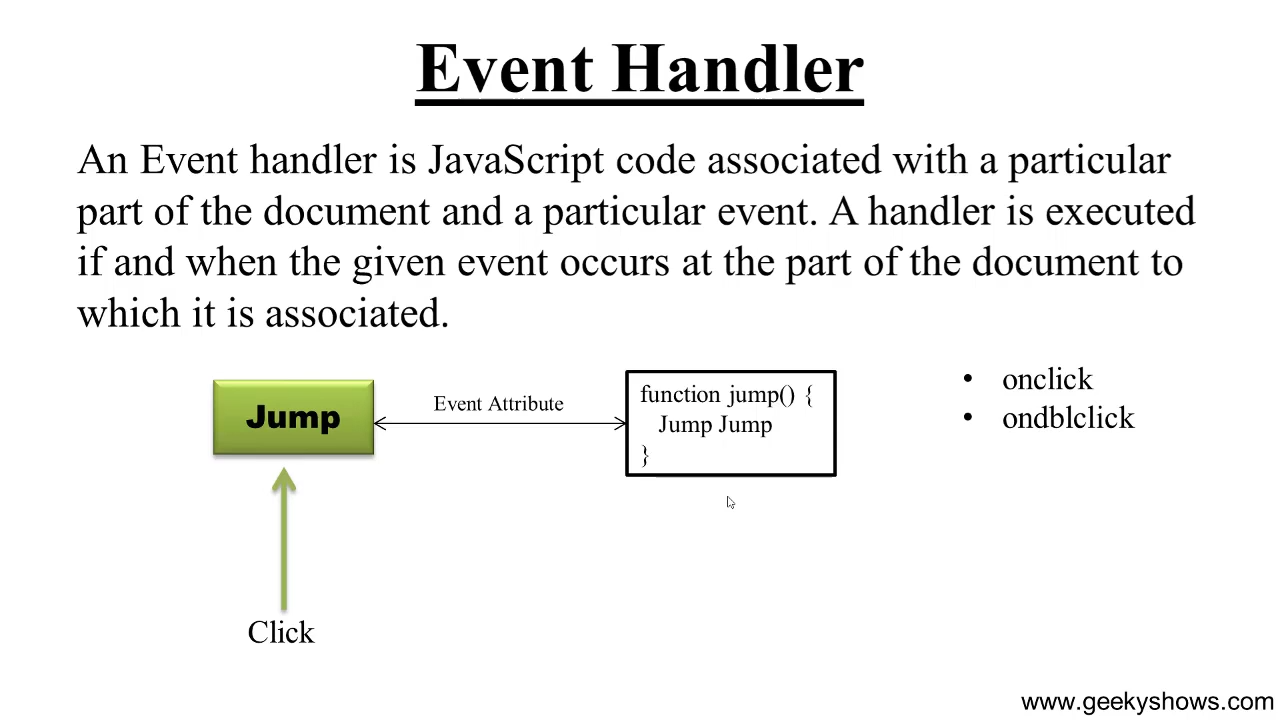 Event Handler
An Event handler is JavaScript code associated with a particular
part of the document and a particular event. A handler is executed
if and when the given event occurs at the part of the document to
which it is associated.
Jump
Event Attribute
function jump() {
Jump Jump
}
• onclick
• ondblclick
Click
www.geekyshows.com